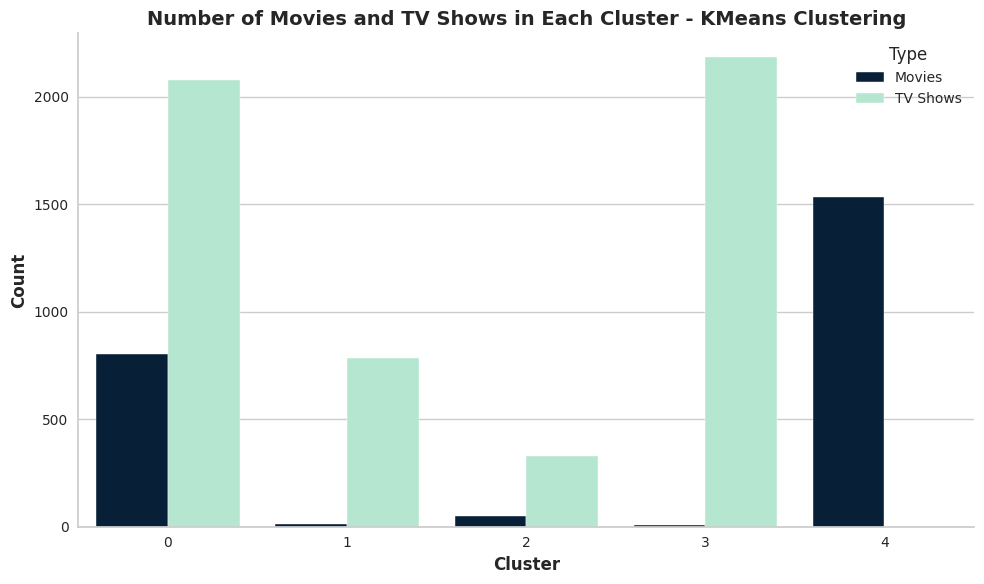 Number of Movies and TV Shows in Each Cluster - KMeans Clustering
Type
Movies
TV Shows
2000
1500
1000
500
0
Count
0 1 2 3 4
Cluster